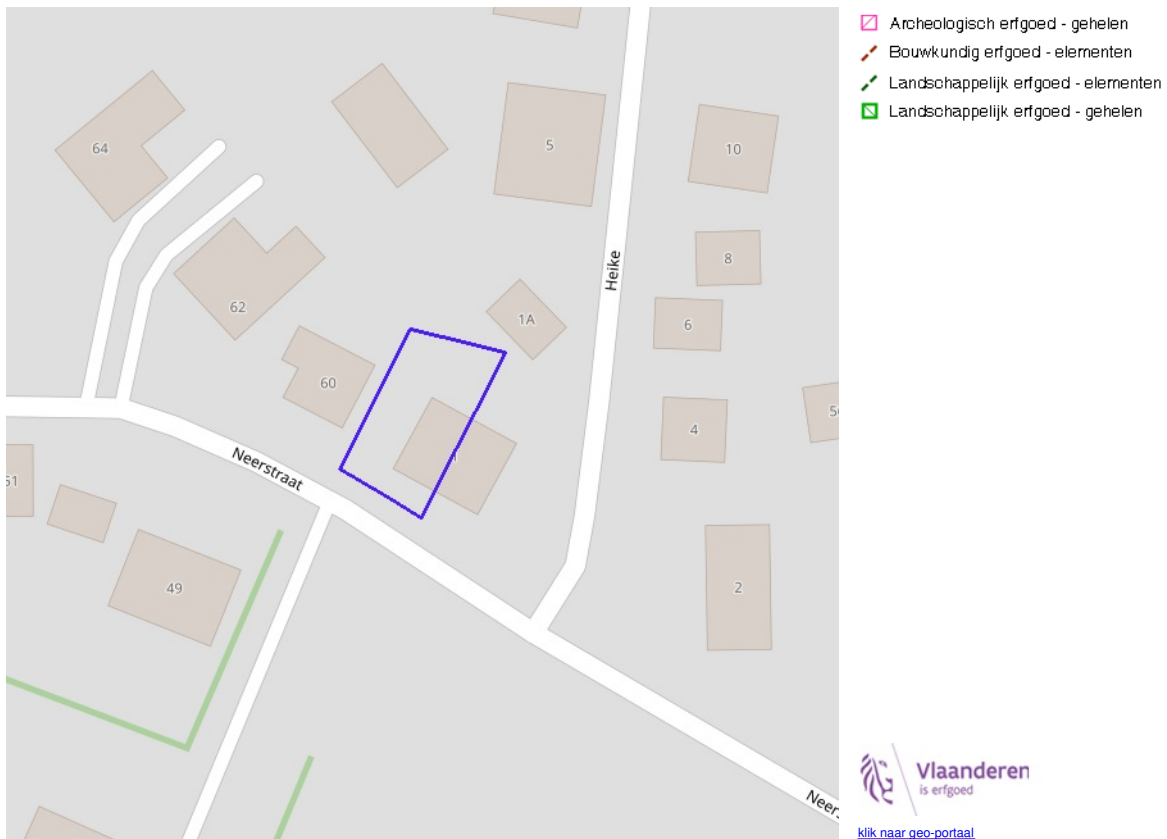 Archeologisch erfgoed - gehelen
Bouwkundig erfgoed - elementen
Landschappelijk erfgoed - elementen
Landschappelijk erfgoed - gehelen
64
5
10
Heike
8
62
1A
6
60
4
Neerstraat
49
2
Vlaanderen
is erfgoed
klik naar geo-portaal